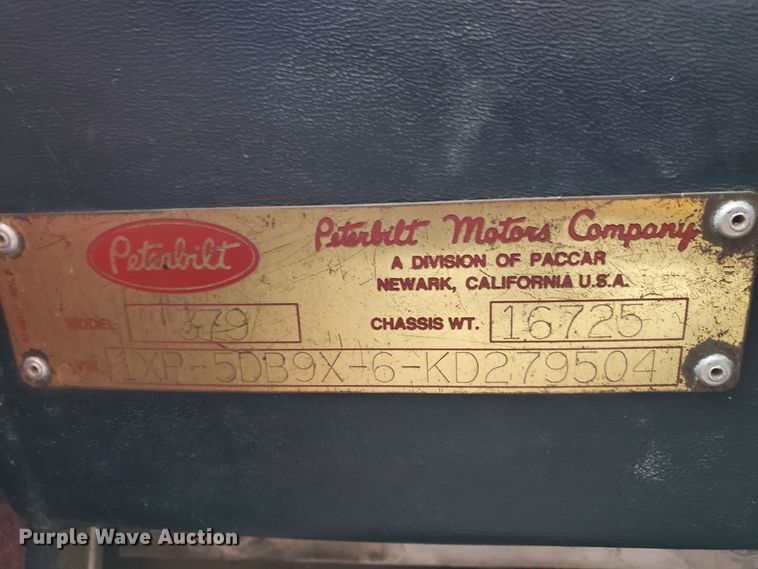 Peterbilt
Peterbilt Motors Company
A DIVISION OF PACCAR
NEWARK, CALIFORNIA U.S.A.
MODEL 379 CHASSIS WT. 16725
VIN 1XP-5DB9X-6-KD279504
Purple Wave Auction